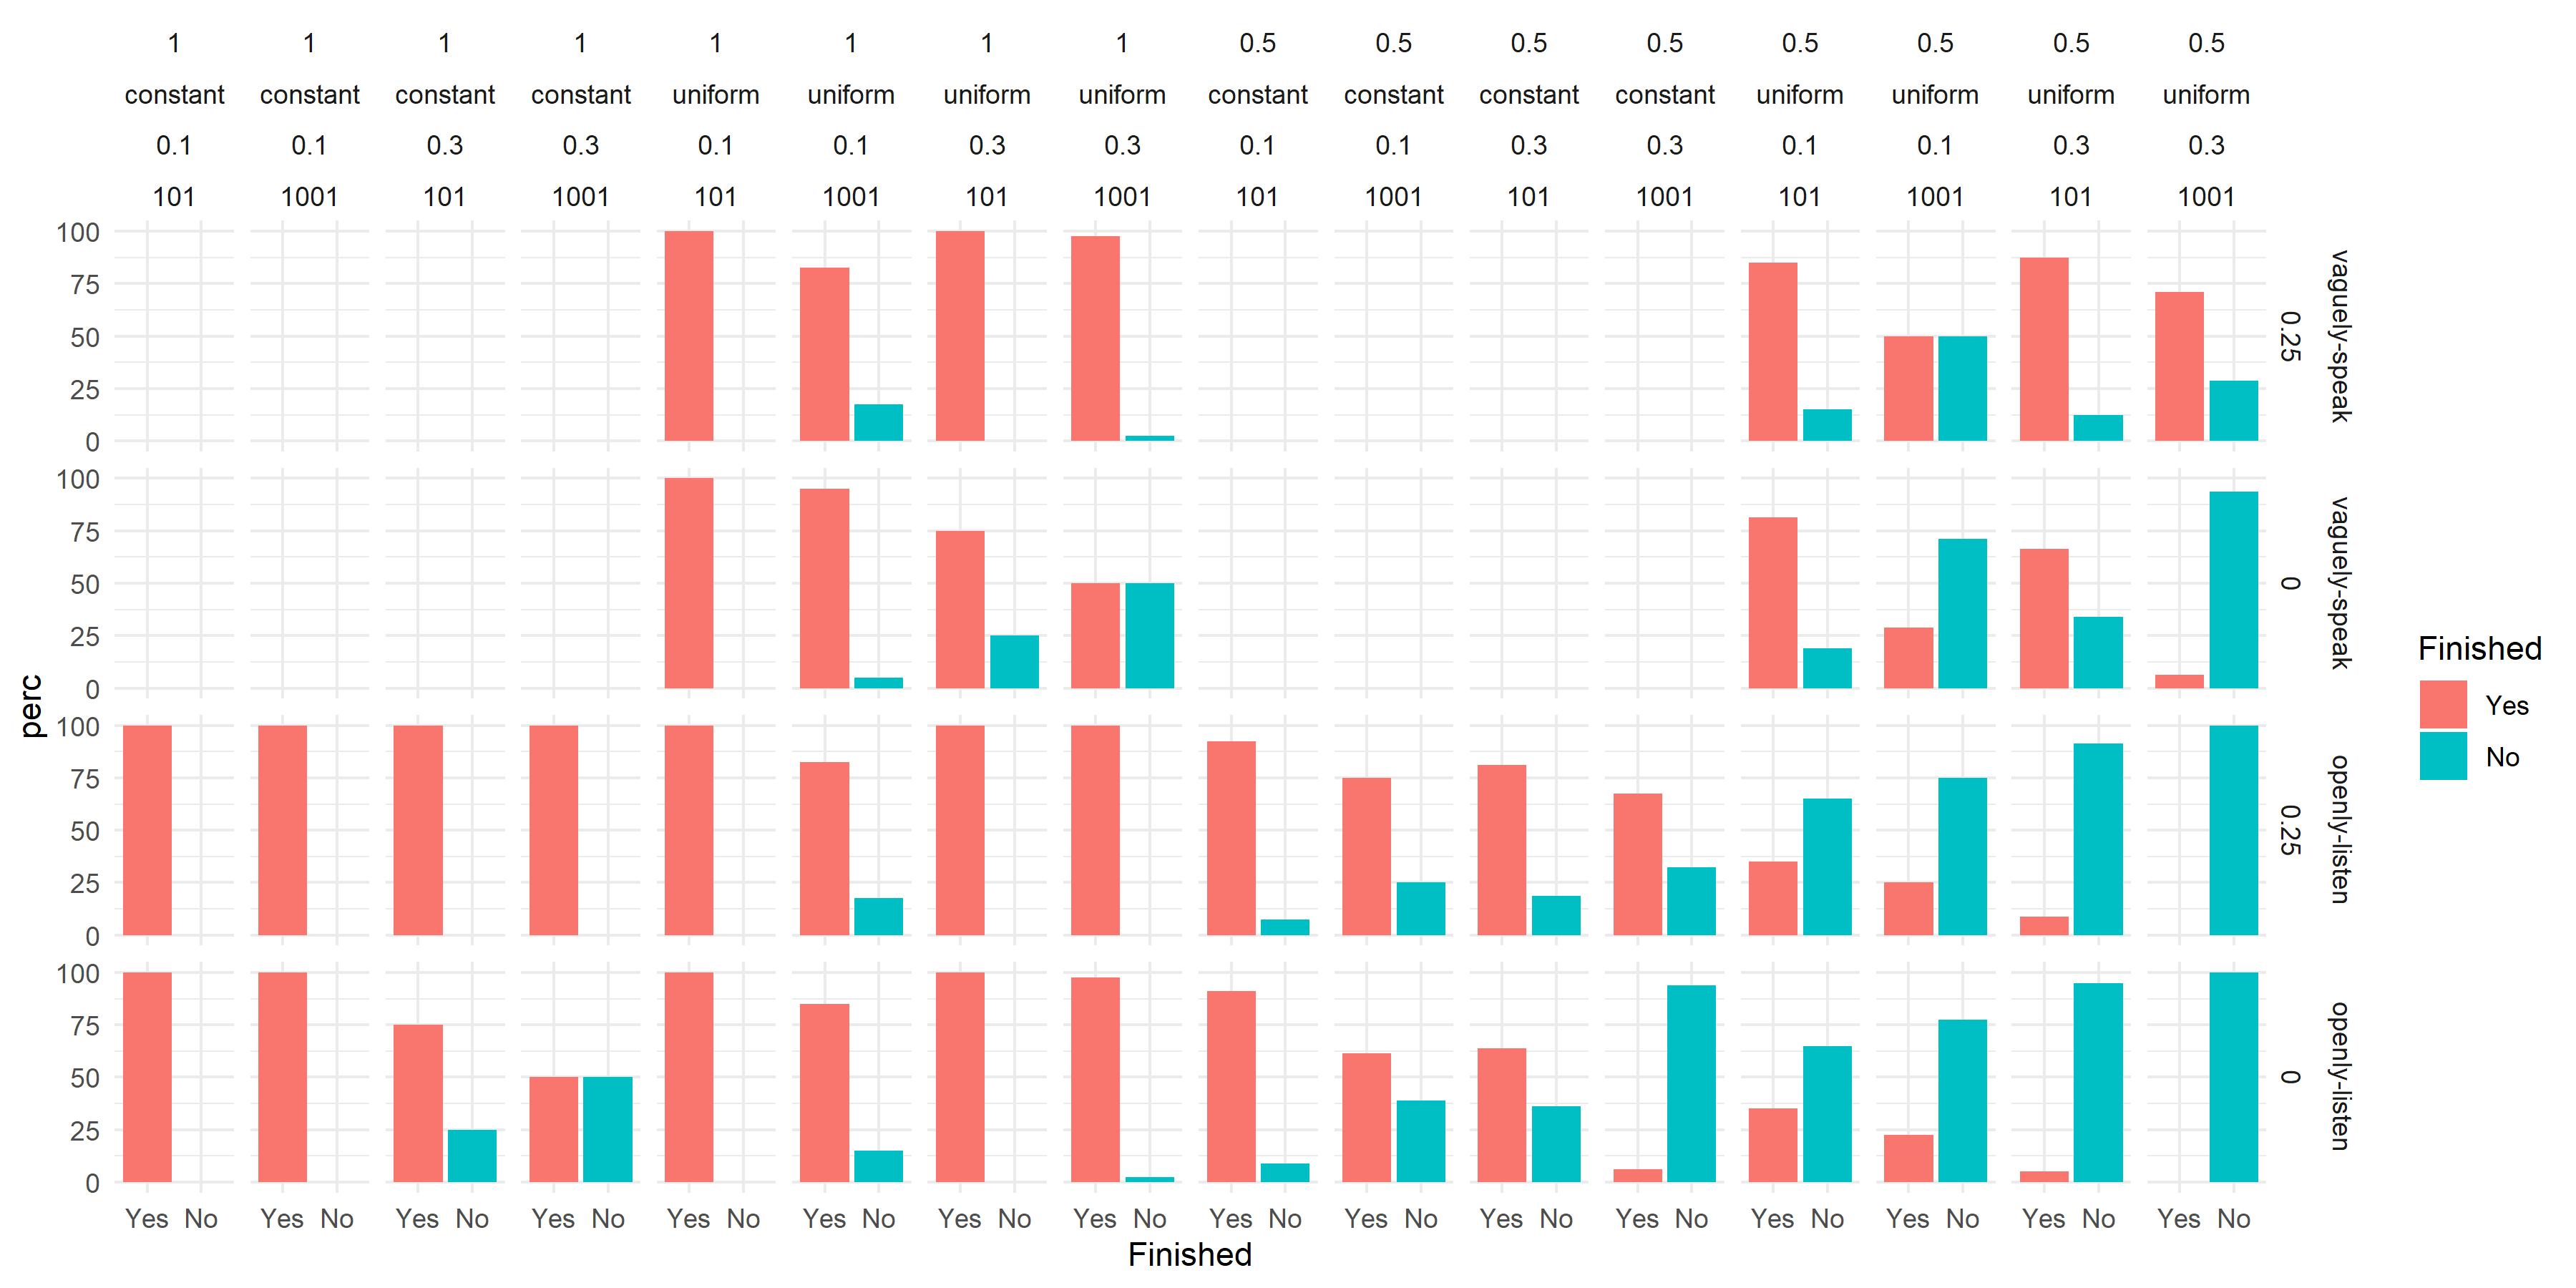 1 1 1 1 1 1 1 1 0.5 0.5 0.5 0.5 0.5 0.5 0.5 0.5
constant constant constant constant uniform uniform uniform uniform constant constant constant constant uniform uniform uniform uniform
0.1 0.1 0.3 0.3 0.1 0.1 0.3 0.3 0.1 0.1 0.3 0.3 0.1 0.1 0.3 0.3
101 1001 101 1001 101 1001 101 1001 101 1001 101 1001 101 1001 101 1001
100
75
50
25
0
0.25
vaguely-speak
100
75
50
25
0
0
vaguely-speak
100
75
50
25
0
0.25
openly-listen
100
75
50
25
0
0
openly-listen
perc
Yes No Yes No Yes No Yes No Yes No Yes No Yes No Yes No Yes No Yes No Yes No Yes No Yes No Yes No Yes No Yes No
Finished
Finished
Yes
No